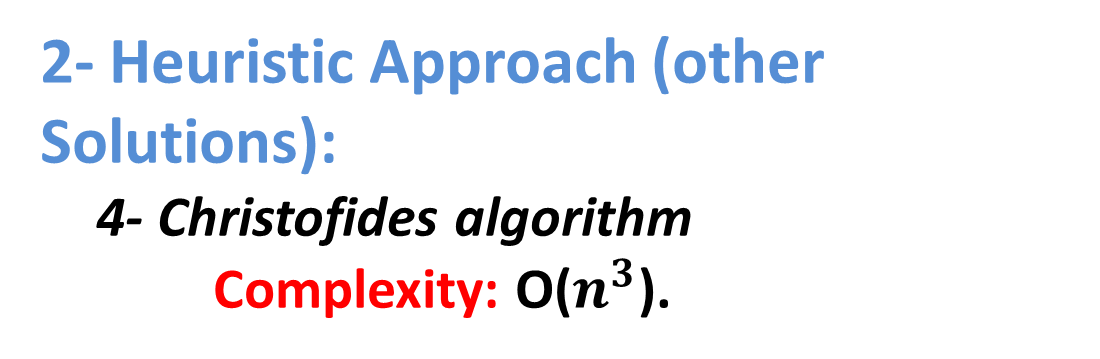 2- Heuristic Approach (other
Solutions):
4- Christofides algorithm
Complexity: O(n³).